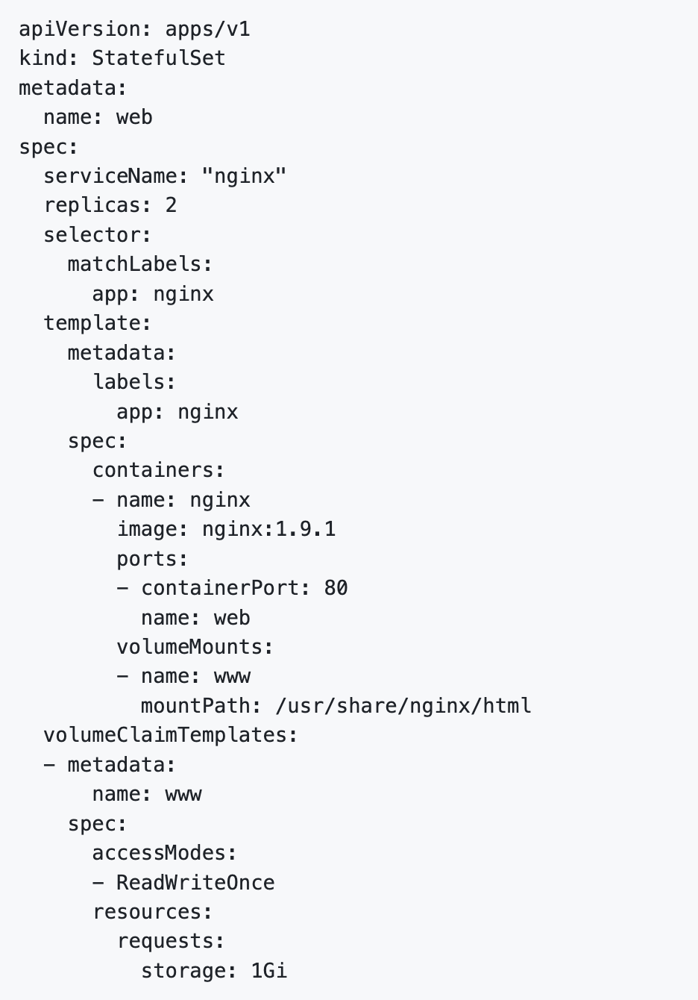 apiVersion: apps/v1
kind: StatefulSet
metadata:
  name: web
spec:
  serviceName: "nginx"
  replicas: 2
  selector:
    matchLabels:
      app: nginx
  template:
    metadata:
      labels:
        app: nginx
    spec:
      containers:
      - name: nginx
        image: nginx:1.9.1
        ports:
        - containerPort: 80
          name: web
        volumeMounts:
        - name: www
          mountPath: /usr/share/nginx/html
  volumeClaimTemplates:
  - metadata:
      name: www
    spec:
      accessModes:
      - ReadWriteOnce
      resources:
        requests:
          storage: 1Gi